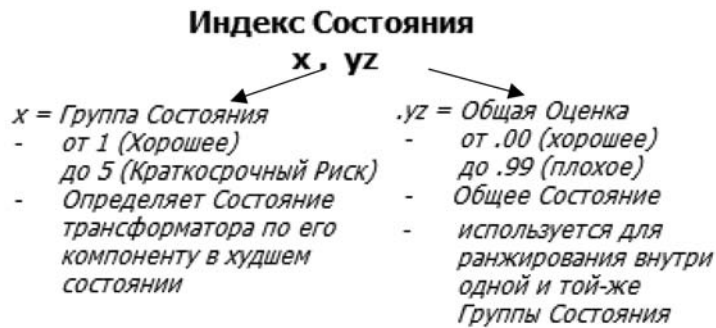 Индекс Состояния
x , yz
x = Группа Состояния
- от 1 (Хорошее)
до 5 (Краткосрочный Риск)
- Определяет Состояние
трансформатора по его
компоненту в худшем
состоянии
.yz = Общая Оценка
- от .00 (хорошее)
до .99 (плохое)
- Общее Состояние
- используется для
ранжирования внутри
одной и той-же
Группы Состояния